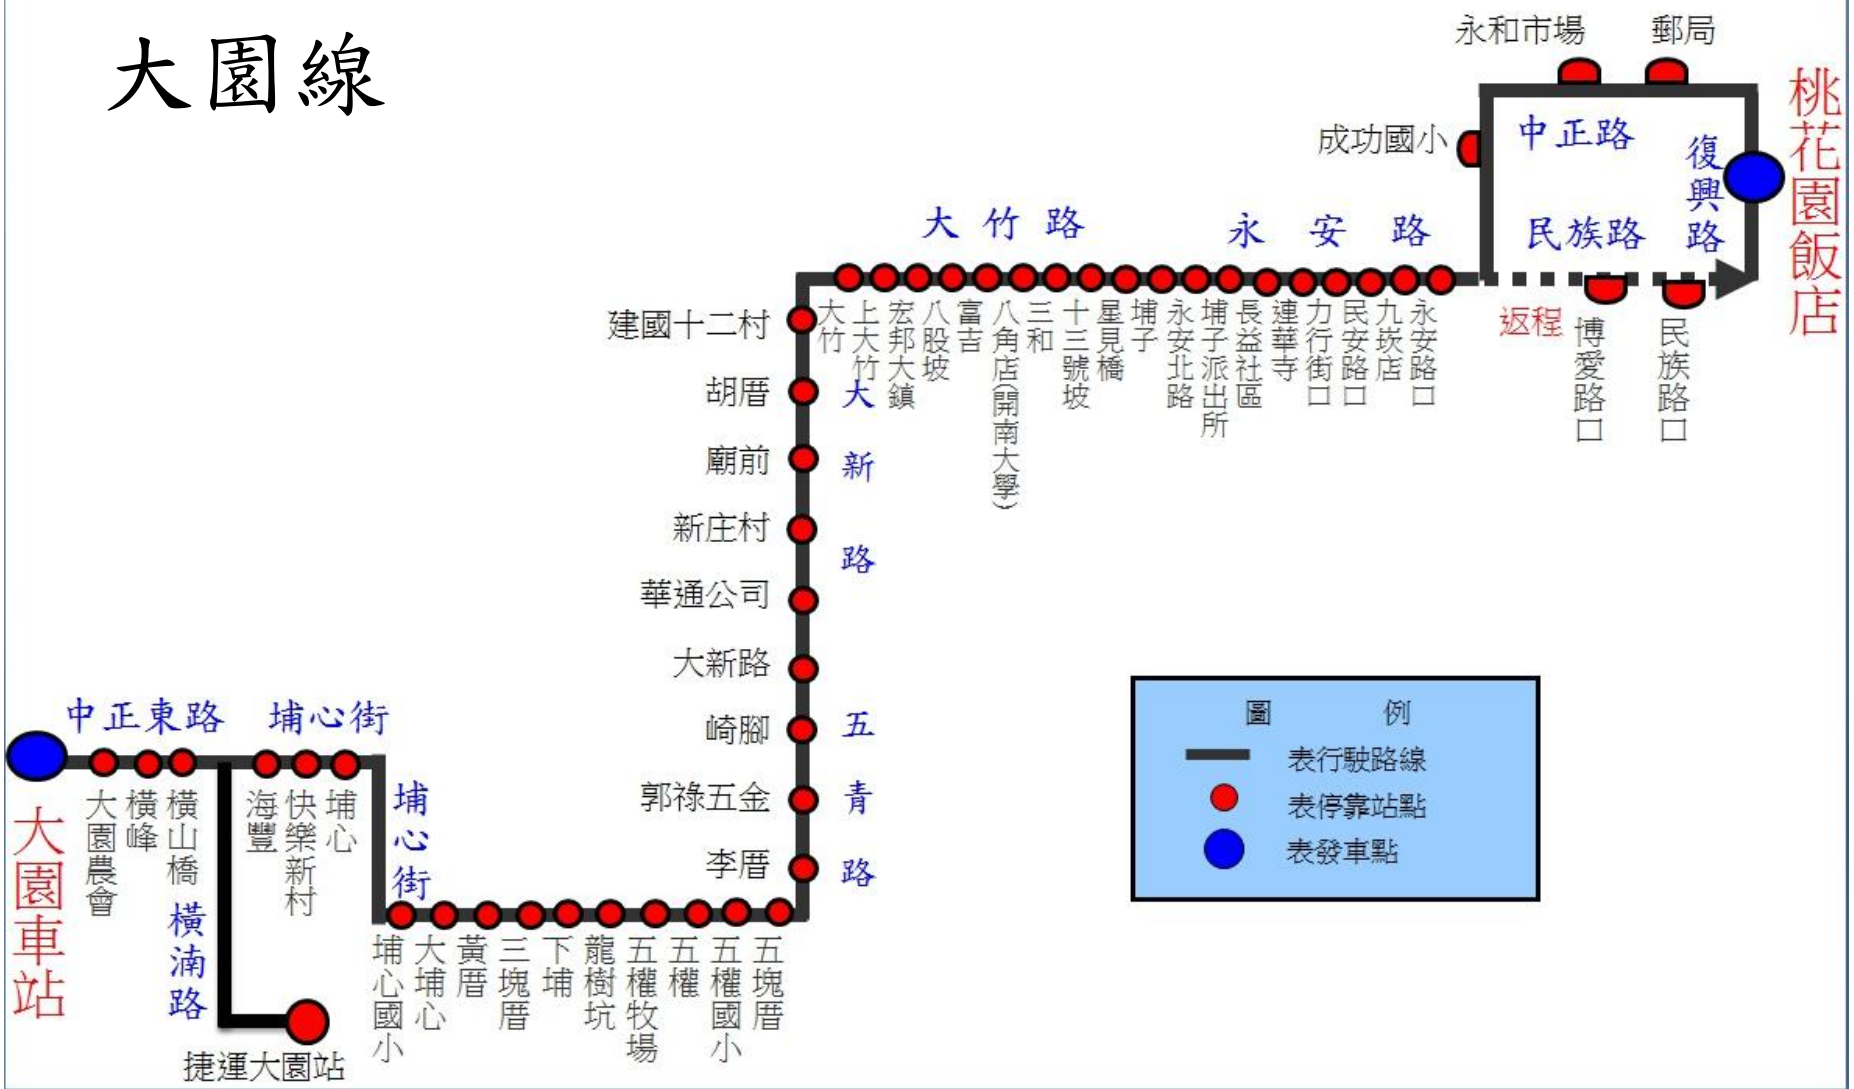 大園線
永和市場
郵局
桃花園飯店
成功國小
中正路
復興路
民族路
大竹路
永安路
返程
博愛路口
民族路口
大竹
上大竹
宏邦大鎮
八股坡
富吉
八角店(開南大學)
三和
十三號坡
星見橋
埔子
永安北路
埔子派出所
長益社區
連華寺
力行街口
民安路口
九崁店
永安路口
建國十二村
胡厝
廟前
新庄村
華通公司
大新路
崎腳
郭祿五金
李厝
大新路
五青路
中正東路
埔心街
大園車站
大園農會
橫峰
橫山橋
海豐
快樂新村
埔心
埔心街
橫湳路
捷運大園站
埔心國小
大埔心
黃厝
三塊厝
下埔
龍樹坑
五權牧場
五權
五權國小
五塊厝
圖例
表行駛路線
表停靠站點
表發車點